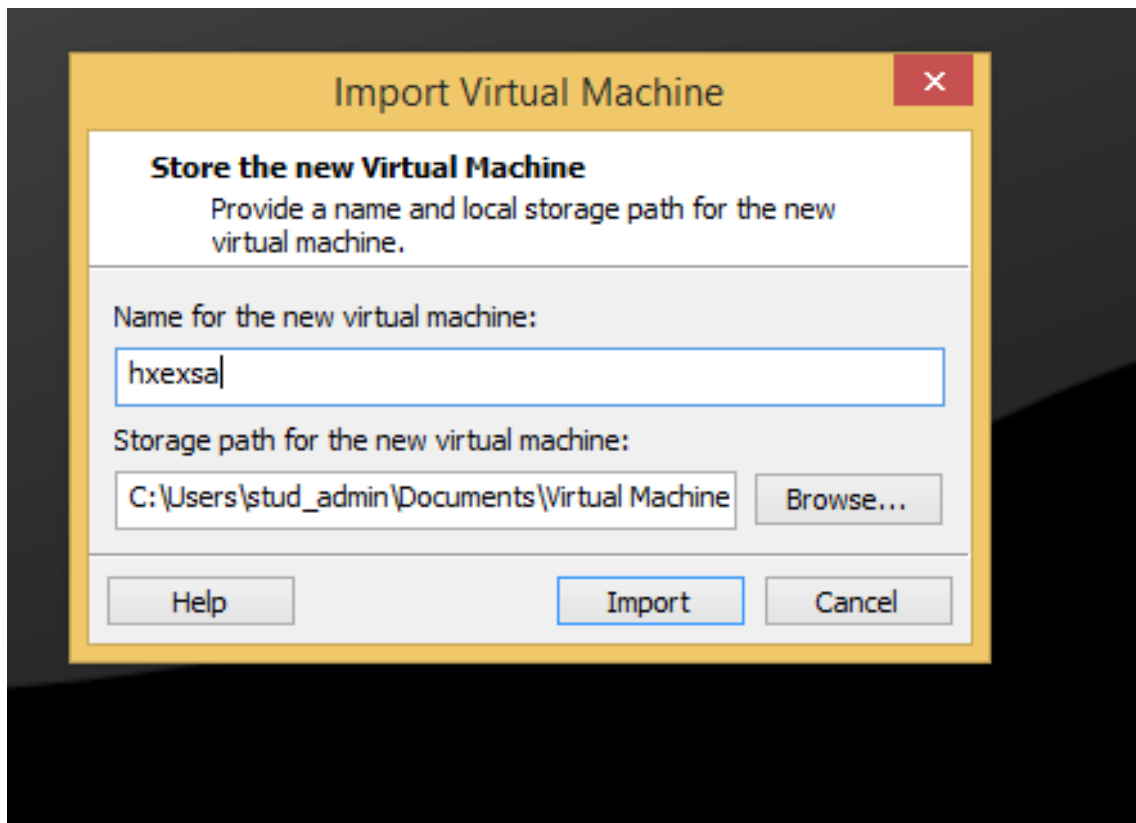 Import Virtual Machine
Store the new Virtual Machine
Provide a name and local storage path for the new
virtual machine.
Name for the new virtual machine:
hxexsa
Storage path for the new virtual machine:
C:\Users\stud_admin\Documents\Virtual Machine
Browse...
Help
Import
Cancel